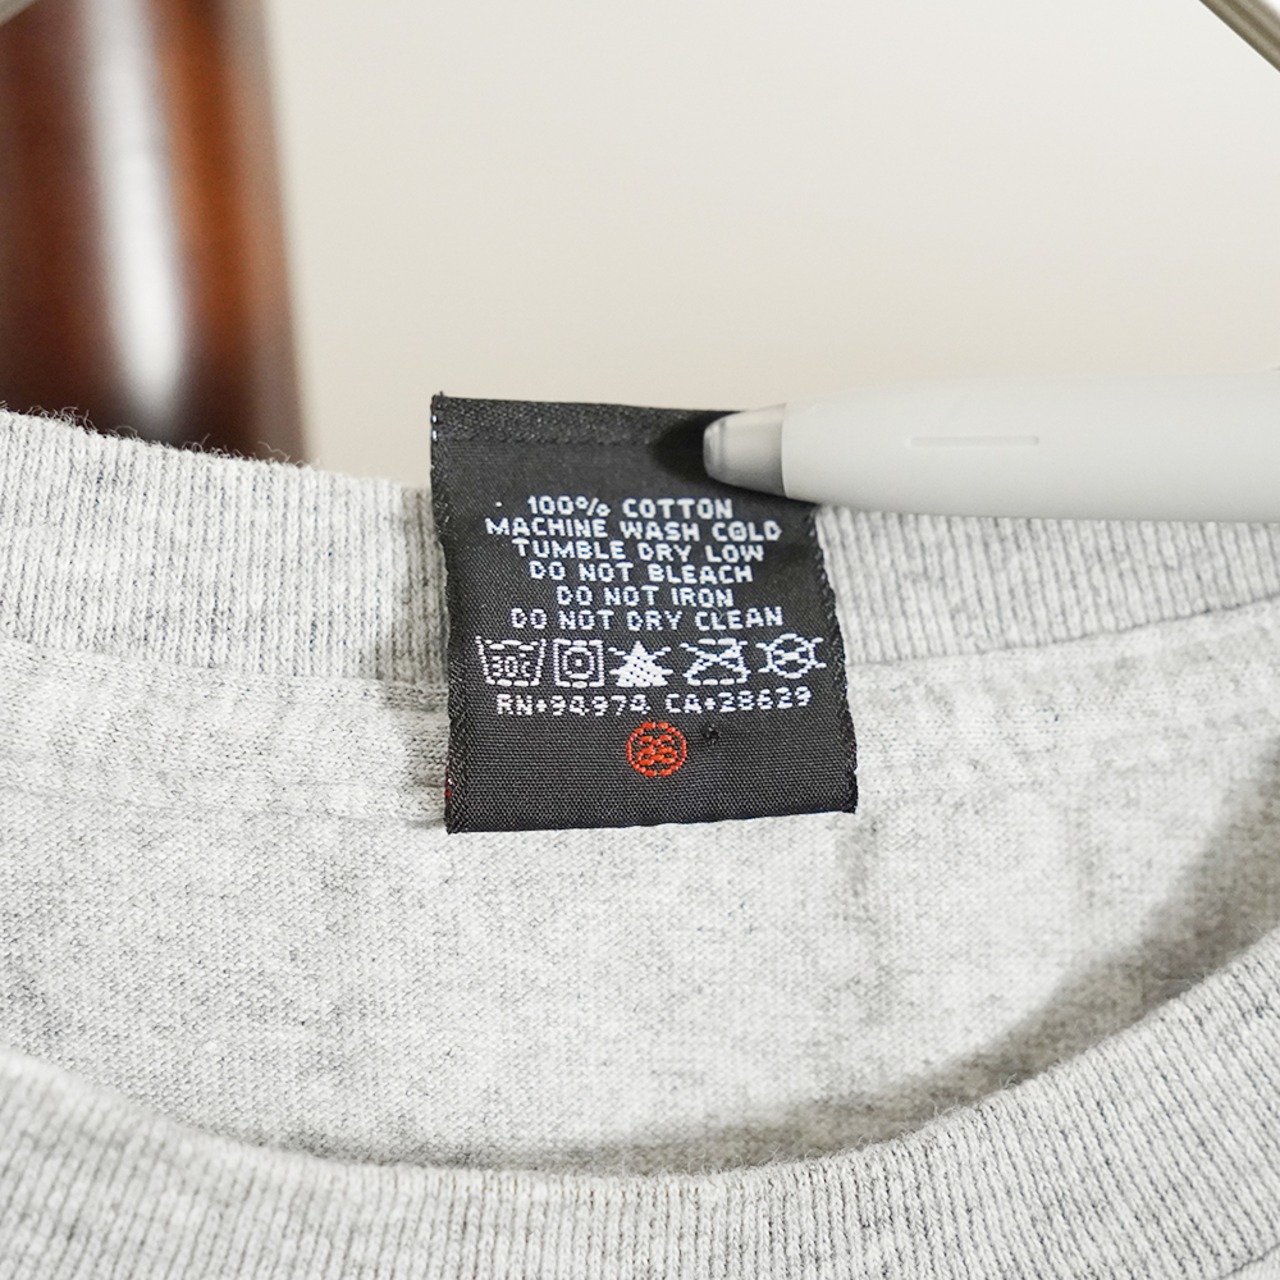 100% COTTON
MACHINE WASH COLD
TUMBLE DRY LOW
DO NOT BLEACH
DO NOT IRON
DO NOT DRY CLEAN
30C
RN•94974 CA•28629